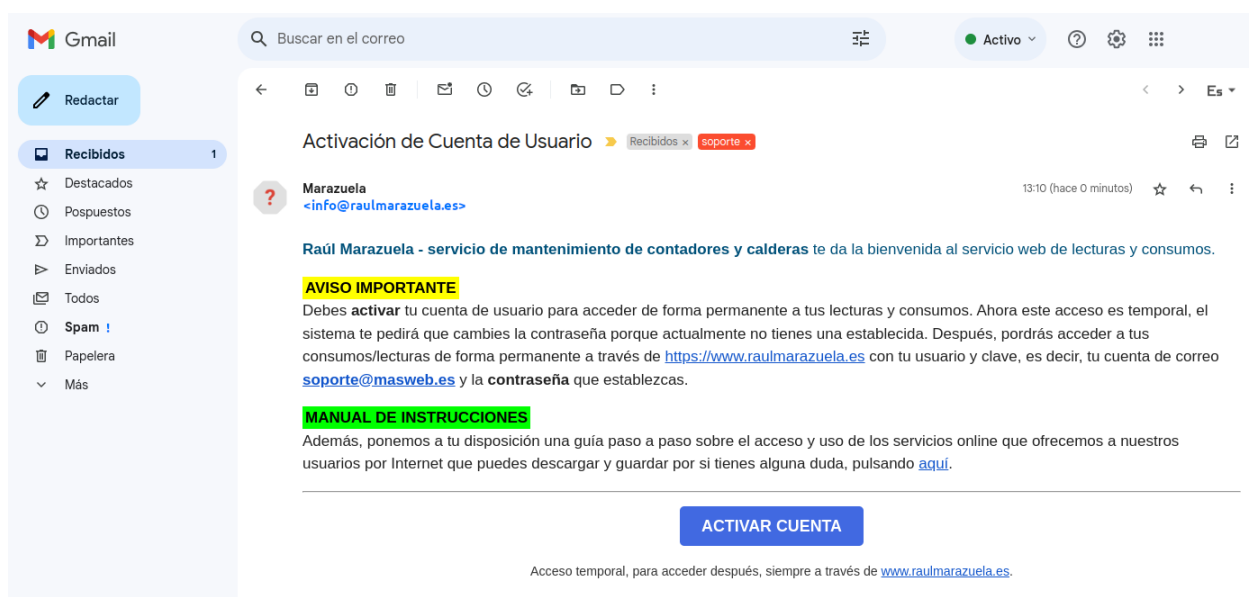 Gmail
Buscar en el correo
Activo
Redactar
Es
Activación de Cuenta de Usuario Recibidos x soporte x
Recibidos 1
Destacados
Pospuestos
Importantes
Enviados
Todos
Spam !
Papelera
Más
Marazuela
13:10 (hace 0 minutos)
<info@raulmarazuela.es>
Raúl Marazuela - servicio de mantenimiento de contadores y calderas te da la bienvenida al servicio web de lecturas y consumos.
AVISO IMPORTANTE
Debes activar tu cuenta de usuario para acceder de forma permanente a tus lecturas y consumos. Ahora este acceso es temporal, el
sistema te pedirá que cambies la contraseña porque actualmente no tienes una establecida. Después, pordrás acceder a tus
consumos/lecturas de forma permanente a través de https://www.raulmarazuela.es con tu usuario y clave, es decir, tu cuenta de correo
soporte@masweb.es y la contraseña que establezcas.
MANUAL DE INSTRUCCIONES
Además, ponemos a tu disposición una guía paso a paso sobre el acceso y uso de los servicios online que ofrecemos a nuestros
usuarios por Internet que puedes descargar y guardar por si tienes alguna duda, pulsando aquí.
ACTIVAR CUENTA
Acceso temporal, para acceder después, siempre a través de www.raulmarazuela.es.